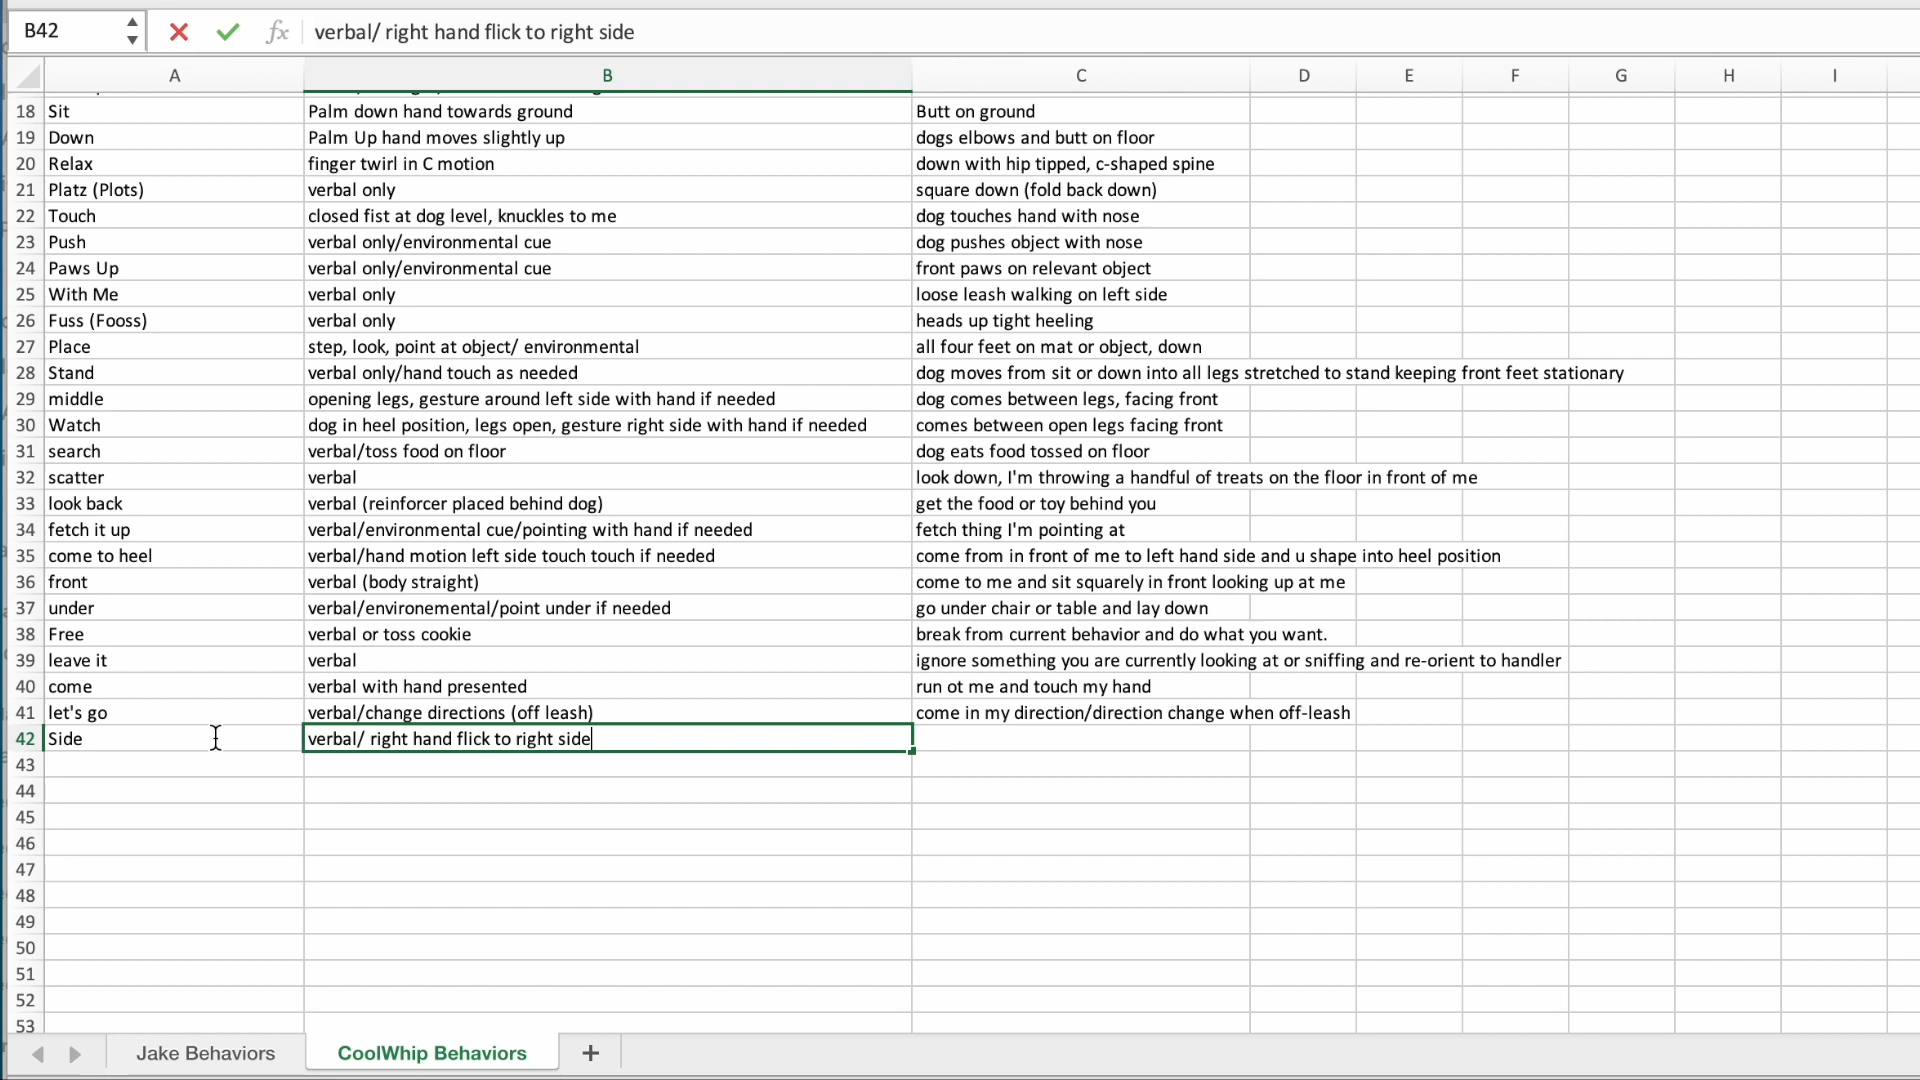 B42 fx verbal/ right hand flick to right side
A B C D E F G H I
18 Sit Palm down hand towards ground Butt on ground
19 Down Palm Up hand moves slightly up dogs elbows and butt on floor
20 Relax finger twirl in C motion down with hip tipped, c-shaped spine
21 Platz (Plots) verbal only square down (fold back down)
22 Touch closed fist at dog level, knuckles to me dog touches hand with nose
23 Push verbal only/environmental cue dog pushes object with nose
24 Paws Up verbal only/environmental cue front paws on relevant object
25 With Me verbal only loose leash walking on left side
26 Fuss (Fooss) verbal only heads up tight heeling
27 Place step, look, point at object/ environmental all four feet on mat or object, down
28 Stand verbal only/hand touch as needed dog moves from sit or down into all legs stretched to stand keeping front feet stationary
29 middle opening legs, gesture around left side with hand if needed dog comes between legs, facing front
30 Watch dog in heel position, legs open, gesture right side with hand if needed comes between open legs facing front
31 search verbal/toss food on floor dog eats food tossed on floor
32 scatter verbal look down, I'm throwing a handful of treats on the floor in front of me
33 look back verbal (reinforcer placed behind dog) get the food or toy behind you
34 fetch it up verbal/environmental cue/pointing with hand if needed fetch thing I'm pointing at
35 come to heel verbal/hand motion left side touch touch if needed come from in front of me to left hand side and u shape into heel position
36 front verbal (body straight) come to me and sit squarely in front looking up at me
37 under verbal/environemental/point under if needed go under chair or table and lay down
38 Free verbal or toss cookie break from current behavior and do what you want.
39 leave it verbal ignore something you are currently looking at or sniffing and re-orient to handler
40 come verbal with hand presented run ot me and touch my hand
41 let's go verbal/change directions (off leash) come in my direction/direction change when off-leash
42 Side verbal/ right hand flick to right side
43
44
45
46
47
48
49
50
51
52
53
Jake Behaviors CoolWhip Behaviors +